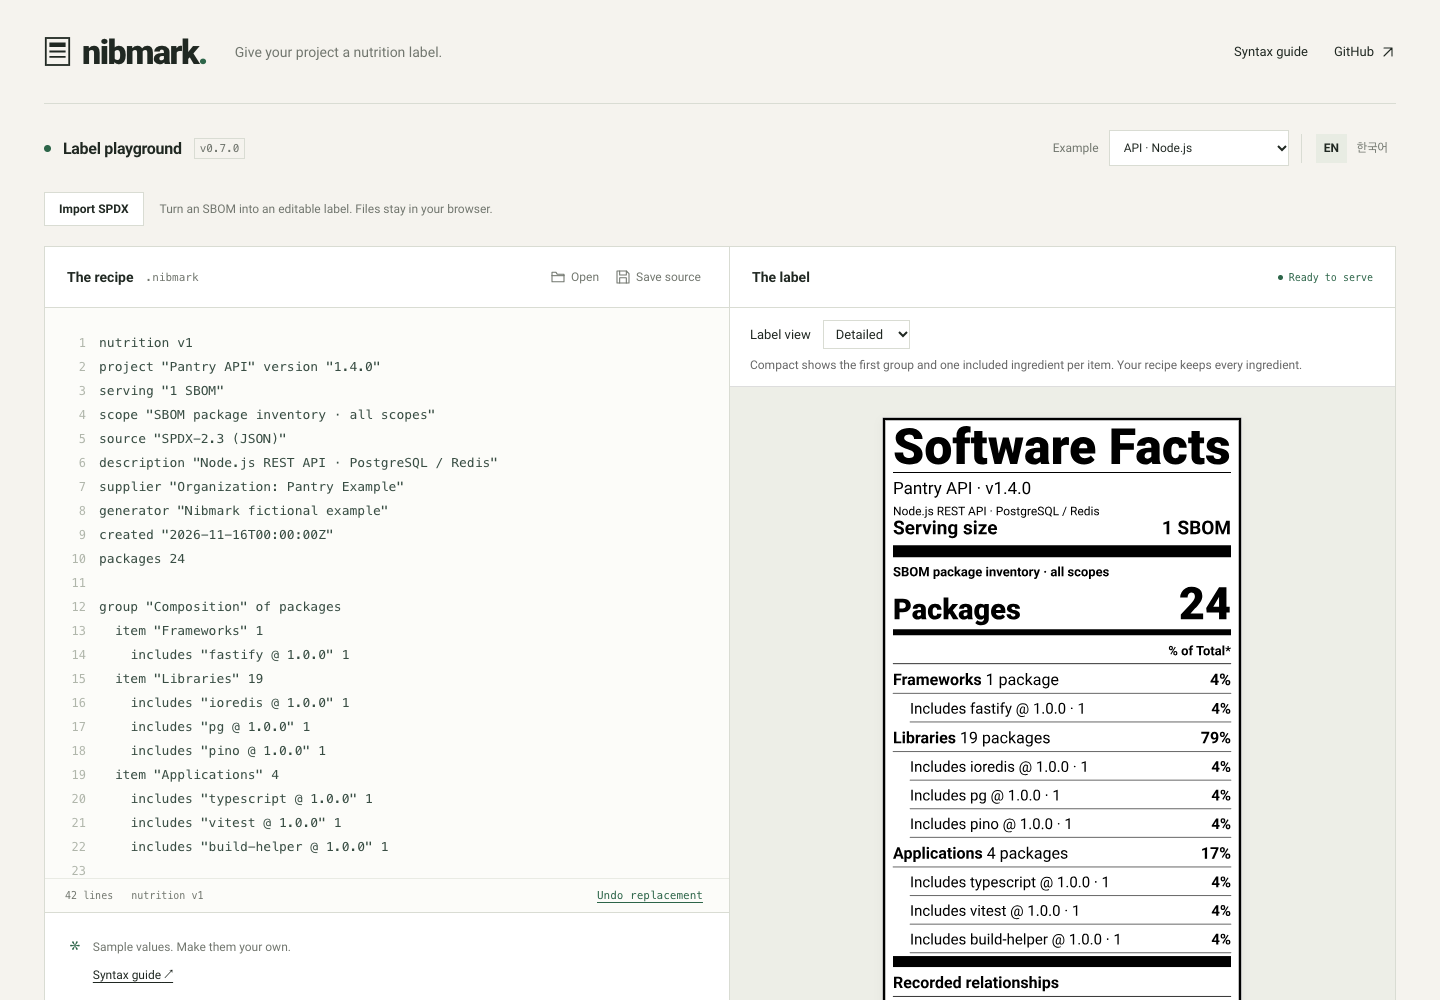 nibmark.
Give your project a nutrition label.
Syntax guide
GitHub
Label playground
v0.7.0
Example
API · Node.js
EN
한국어
Import SPDX
Turn an SBOM into an editable label. Files stay in your browser.
The recipe
.nibmark
Open
Save source
1 nutrition v1
2 project "Pantry API" version "1.4.0"
3 serving "1 SBOM"
4 scope "SBOM package inventory · all scopes"
5 source "SPDX-2.3 (JSON)"
6 description "Node.js REST API · PostgreSQL / Redis"
7 supplier "Organization: Pantry Example"
8 generator "Nibmark fictional example"
9 created "2026-11-16T00:00:00Z"
10 packages 24
11
12 group "Composition" of packages
13 item "Frameworks" 1
14 includes "fastify @ 1.0.0" 1
15 item "Libraries" 19
16 includes "ioredis @ 1.0.0" 1
17 includes "pg @ 1.0.0" 1
18 includes "pino @ 1.0.0" 1
19 item "Applications" 4
20 includes "typescript @ 1.0.0" 1
21 includes "vitest @ 1.0.0" 1
22 includes "build-helper @ 1.0.0" 1
23
42 lines nutrition v1
Undo replacement
* Sample values. Make them your own.
Syntax guide ↗
The label
Ready to serve
Label view
Detailed
Compact shows the first group and one included ingredient per item. Your recipe keeps every ingredient.
Software Facts
Pantry API · v1.4.0
Node.js REST API · PostgreSQL / Redis
Serving size 1 SBOM
SBOM package inventory · all scopes
Packages 24
% of Total*
Frameworks 1 package 4%
Includes fastify @ 1.0.0 · 1 4%
Libraries 19 packages 79%
Includes ioredis @ 1.0.0 · 1 4%
Includes pg @ 1.0.0 · 1 4%
Includes pino @ 1.0.0 · 1 4%
Applications 4 packages 17%
Includes typescript @ 1.0.0 · 1 4%
Includes vitest @ 1.0.0 · 1 4%
Includes build-helper @ 1.0.0 · 1 4%
Recorded relationships